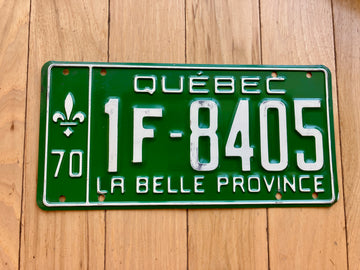 QUÉBEC
70
1F-8405
LA BELLE PROVINCE